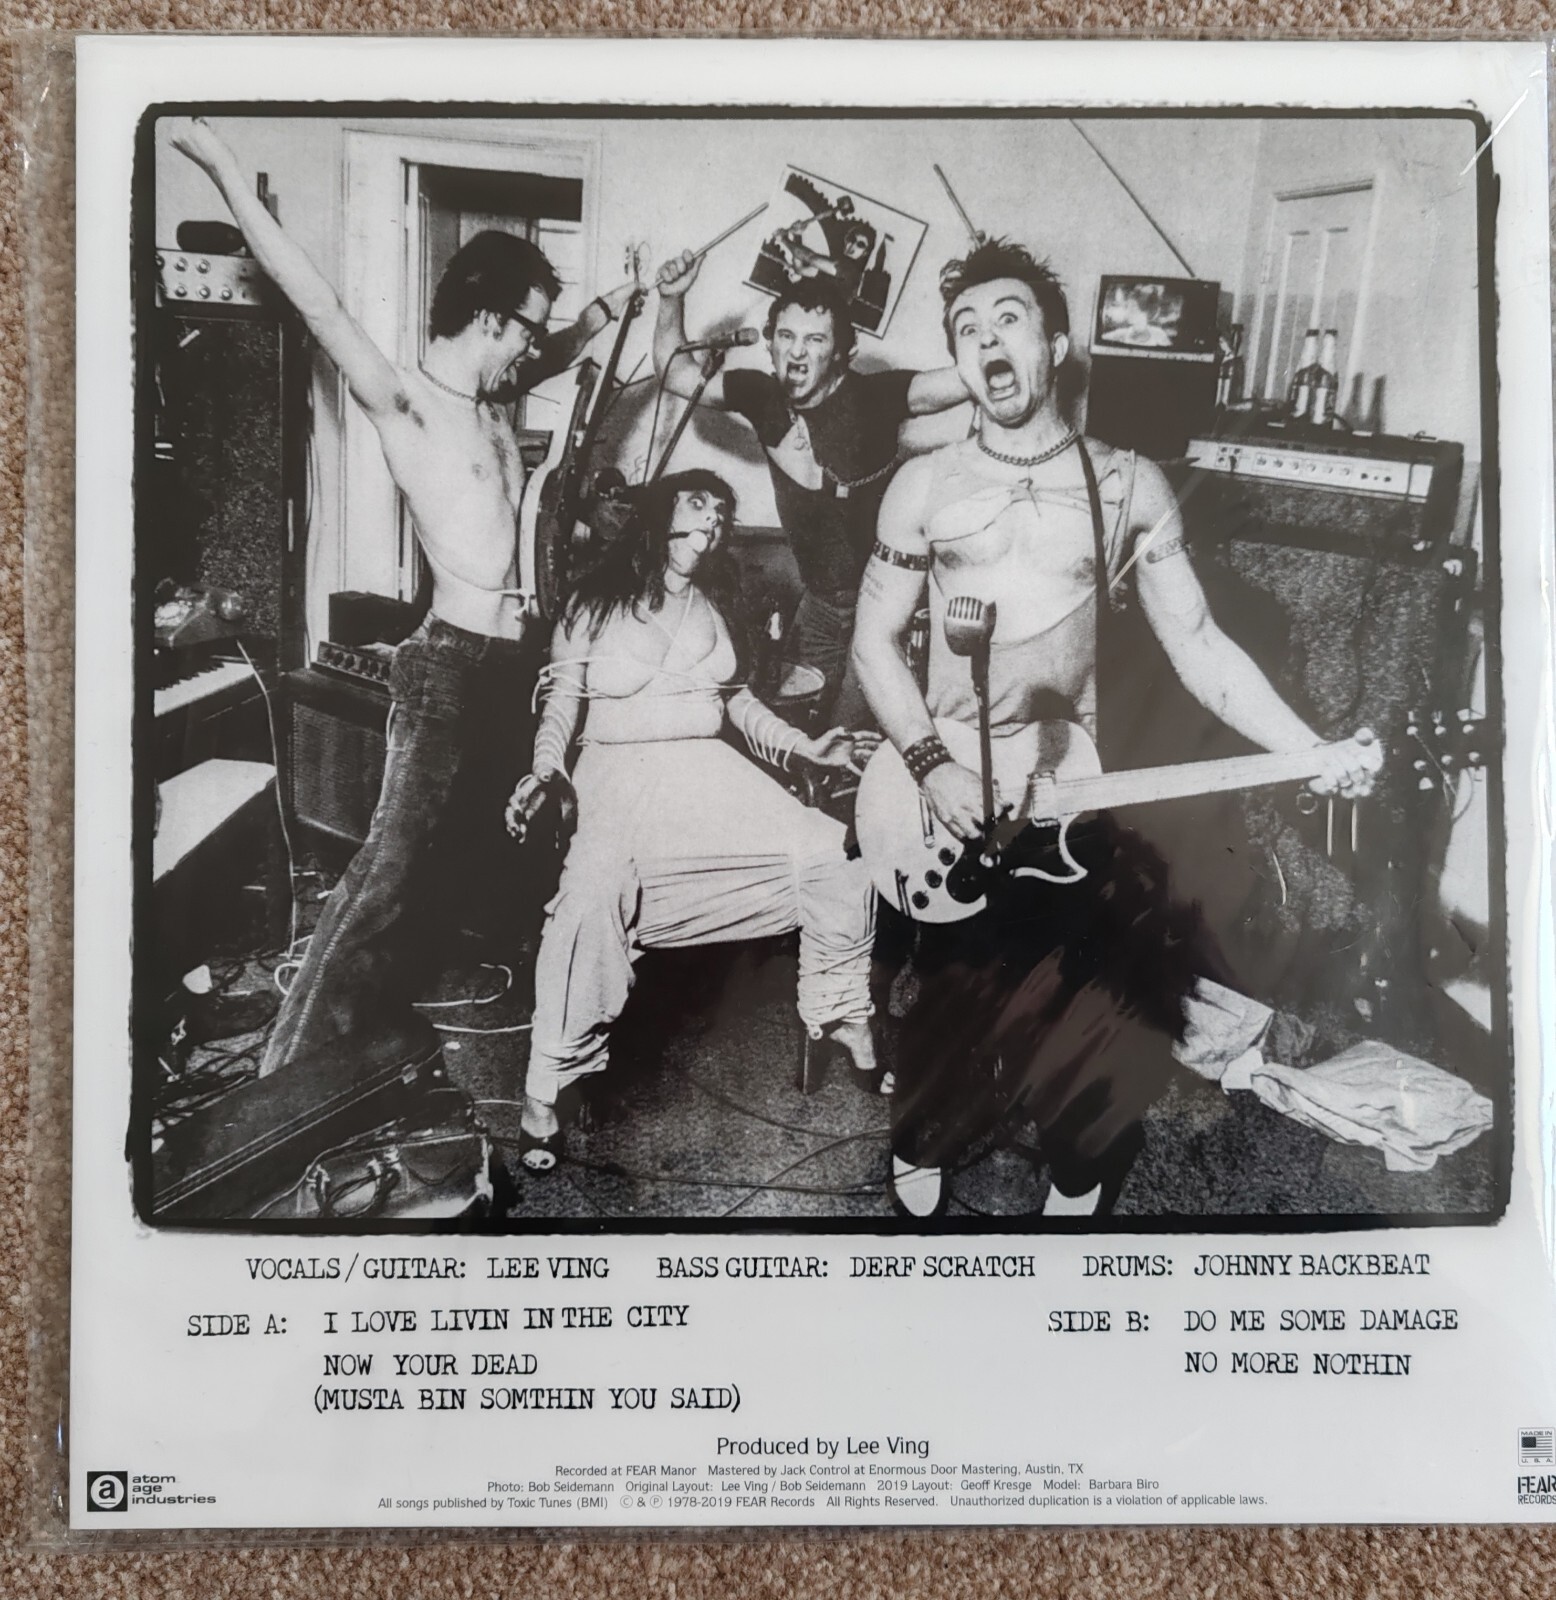 VOCALS/GUITAR: LEE VING BASS GUITAR: DERF SCRATCH DRUMS: JOHNNY BACKBEAT
SIDE A: I LOVE LIVIN IN THE CITY
NOW YOUR DEAD
(MUSTA BIN SOMTHIN YOU SAID)
SIDE B: DO ME SOME DAMAGE
NO MORE NOTHIN
Produced by Lee Ving
Recorded at FEAR Manor Mastered by Jack Control at Enormous Door Mastering, Austin, TX
Photo: Bob Seidemann Original Layout: Lee Ving / Bob Seidemann 2019 Layout: Geoff Kresge Model: Barbara Biro
All songs published by Toxic Tunes (BMI) © & ℗ 1978-2019 FEAR Records All Rights Reserved. Unauthorized duplication is a violation of applicable laws.
a atom
age
industries
MADE IN
U.S.A.
FEAR
RECORDS